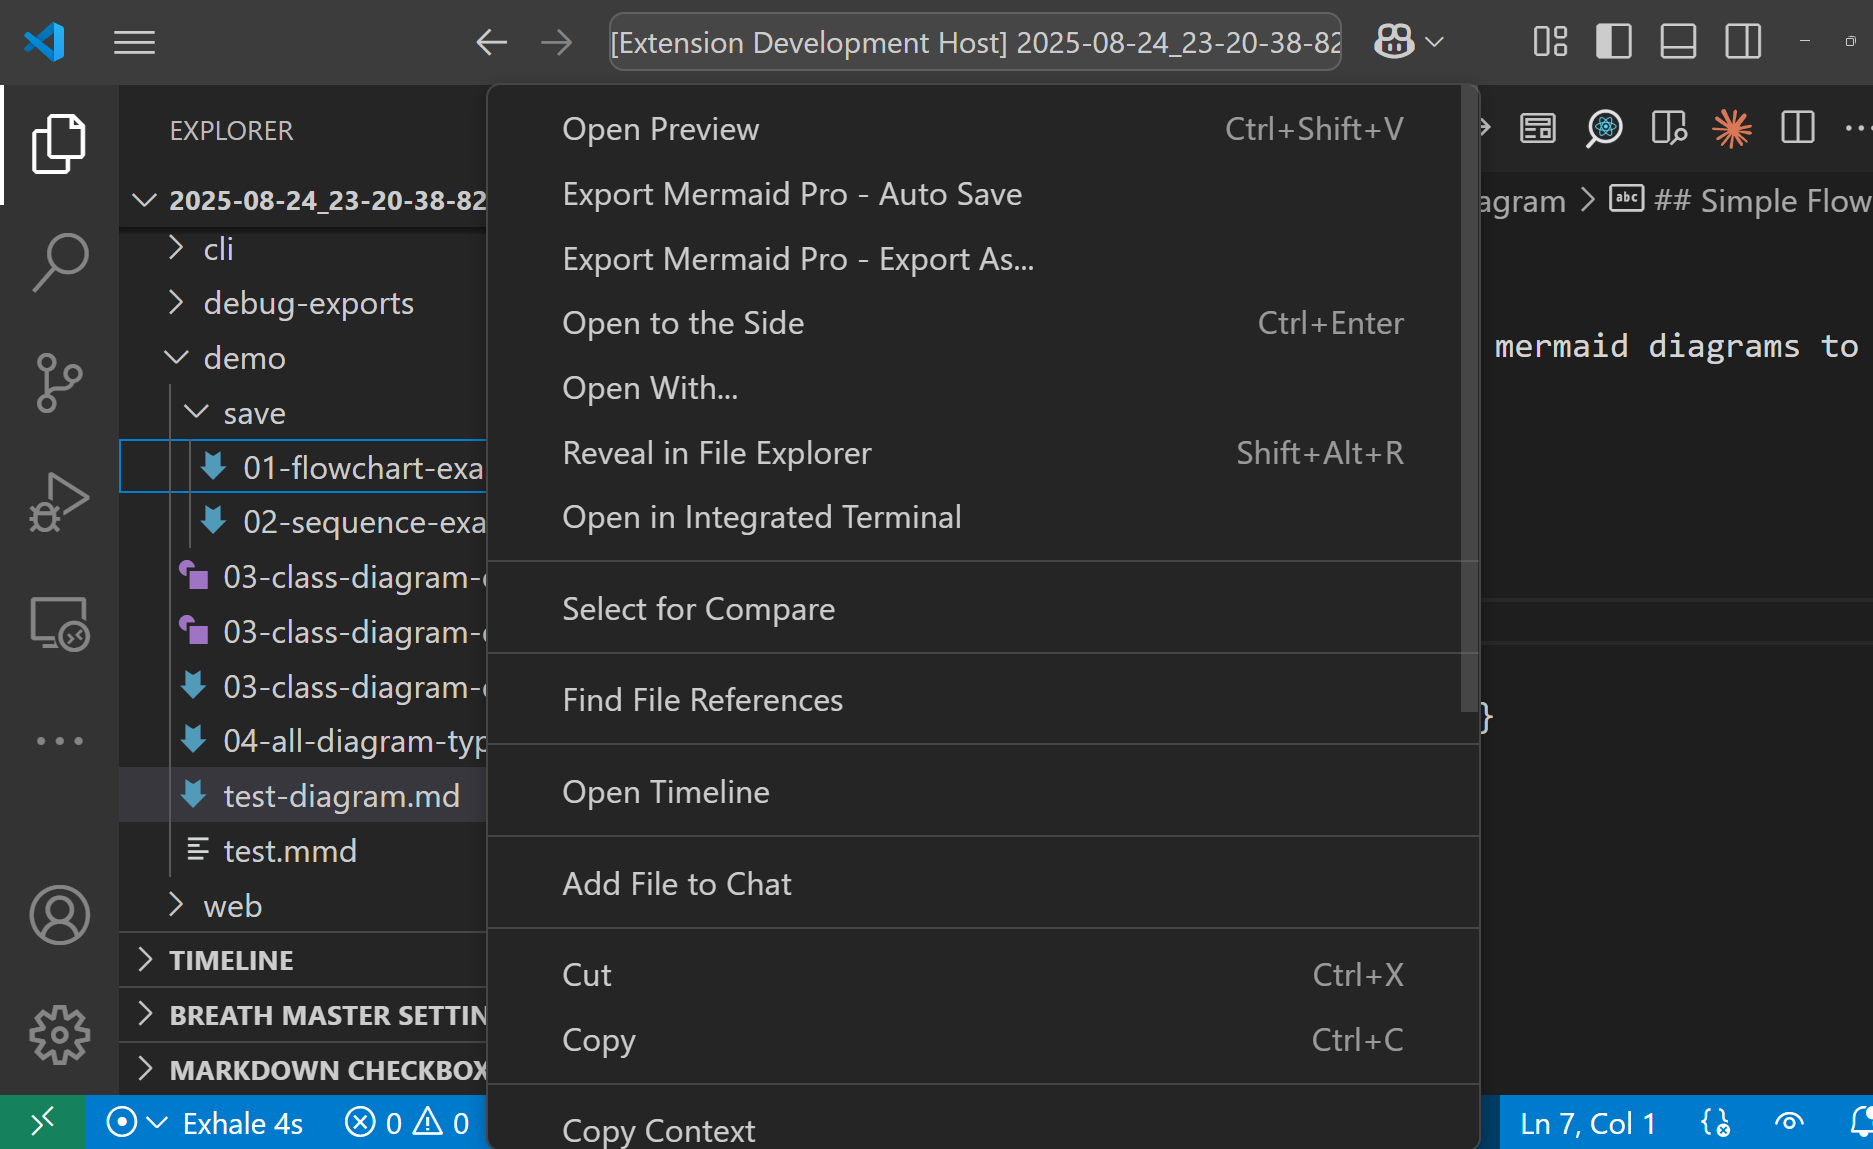 [Extension Development Host] 2025-08-24_23-20-38-82
EXPLORER
2025-08-24_23-20-38-82
cli
debug-exports
demo
save
01-flowchart-exa
02-sequence-exa
03-class-diagram-
03-class-diagram-
03-class-diagram-
04-all-diagram-typ
test-diagram.md
test.mmd
web
TIMELINE
BREATH MASTER SETTIN
MARKDOWN CHECKBOX
Open Preview Ctrl+Shift+V
Export Mermaid Pro - Auto Save
Export Mermaid Pro - Export As...
Open to the Side Ctrl+Enter
Open With...
Reveal in File Explorer Shift+Alt+R
Open in Integrated Terminal
Select for Compare
Find File References
Open Timeline
Add File to Chat
Cut Ctrl+X
Copy Ctrl+C
Copy Context
agram > abc ## Simple Flow
mermaid diagrams to
}
Exhale 4s 0 0
Ln 7, Col 1